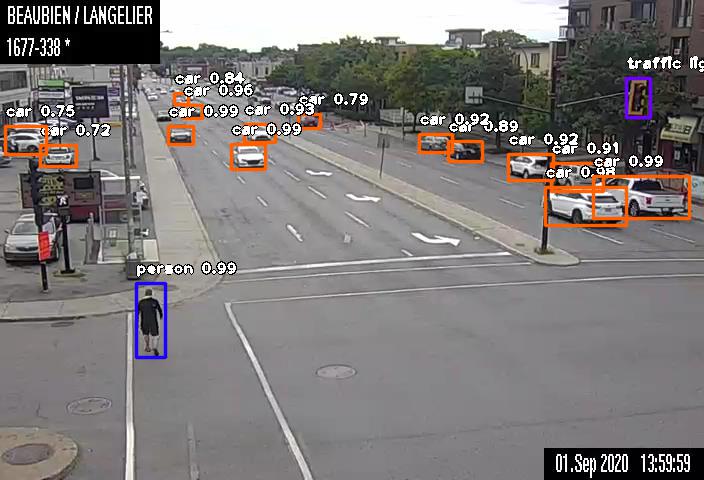 BEAUBIEN / LANGELIER
1677-338 *
car 0.84
car 0.96
car 0.93
car 0.79
car 0.75
car 0.72
car 0.99
car 0.99
car 0.92
car 0.89
car 0.92
car 0.91
car 0.99
car 0.98
traffic lig
person 0.99
01.Sep 2020 13:59:59